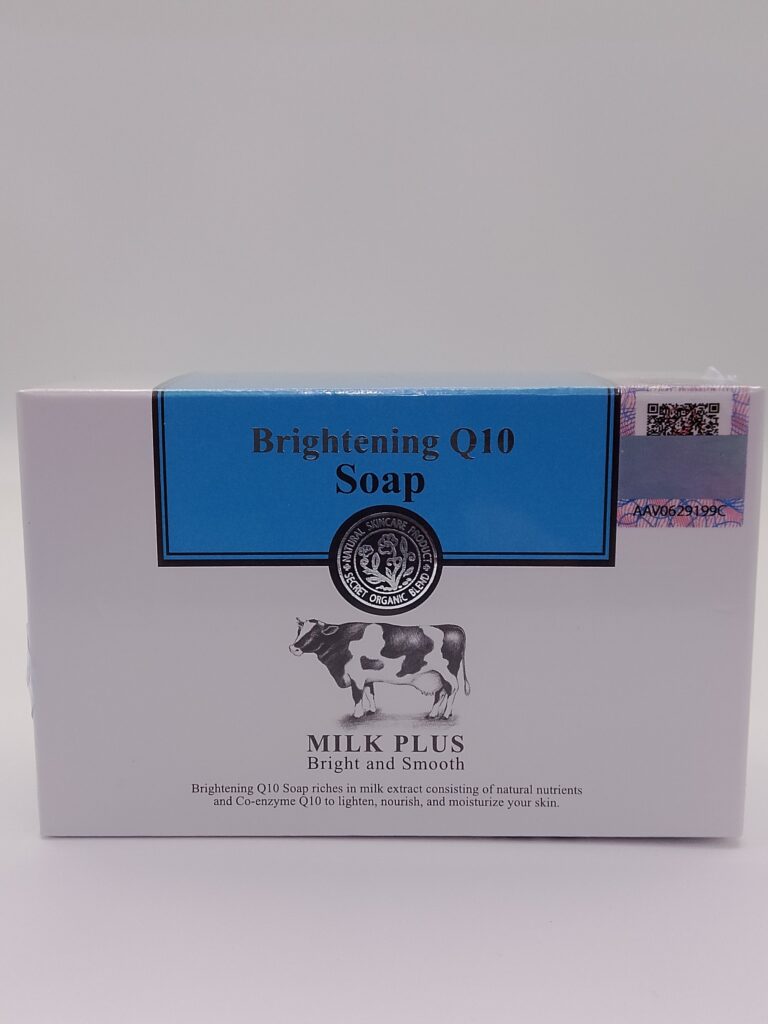 Brightening Q10
Soap
AAV0629199C
NATURAL SKINCARE PRODUCT
SECRET ORGANIC BLEND
MILK PLUS
Bright and Smooth
Brightening Q10 Soap riches in milk extract consisting of natural nutrients
and Co-enzyme Q10 to lighten, nourish, and moisturize your skin.